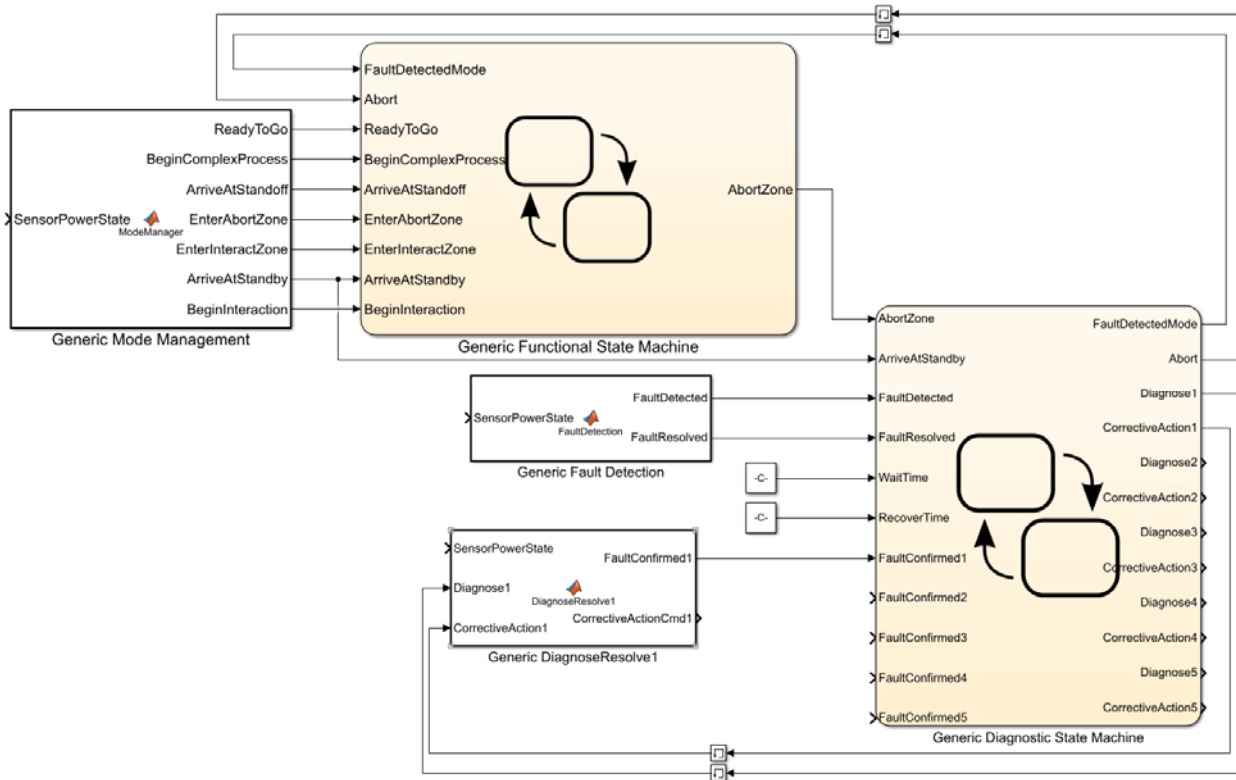 FaultDetectedMode
Abort
ReadyToGo
BeginComplexProcess
ArriveAtStandoff
EnterAbortZone
EnterInteractZone
ArriveAtStandby
BeginInteraction
AbortZone
Generic Functional State Machine
SensorPowerState
ModeManager
ReadyToGo
BeginComplexProcess
ArriveAtStandoff
EnterAbortZone
EnterInteractZone
ArriveAtStandby
BeginInteraction
Generic Mode Management
SensorPowerState
FaultDetection
FaultDetected
FaultResolved
Generic Fault Detection
-C-
-C-
SensorPowerState
Diagnose1
CorrectiveAction1
DiagnoseResolve1
FaultConfirmed1
CorrectiveActionCmd1
Generic DiagnoseResolve1
AbortZone
ArriveAtStandby
FaultDetected
FaultResolved
WaitTime
RecoverTime
FaultConfirmed1
FaultConfirmed2
FaultConfirmed3
FaultConfirmed4
FaultConfirmed5
FaultDetectedMode
Abort
Diagnose1
CorrectiveAction1
Diagnose2
CorrectiveAction2
Diagnose3
CorrectiveAction3
Diagnose4
CorrectiveAction4
Diagnose5
CorrectiveAction5
Generic Diagnostic State Machine